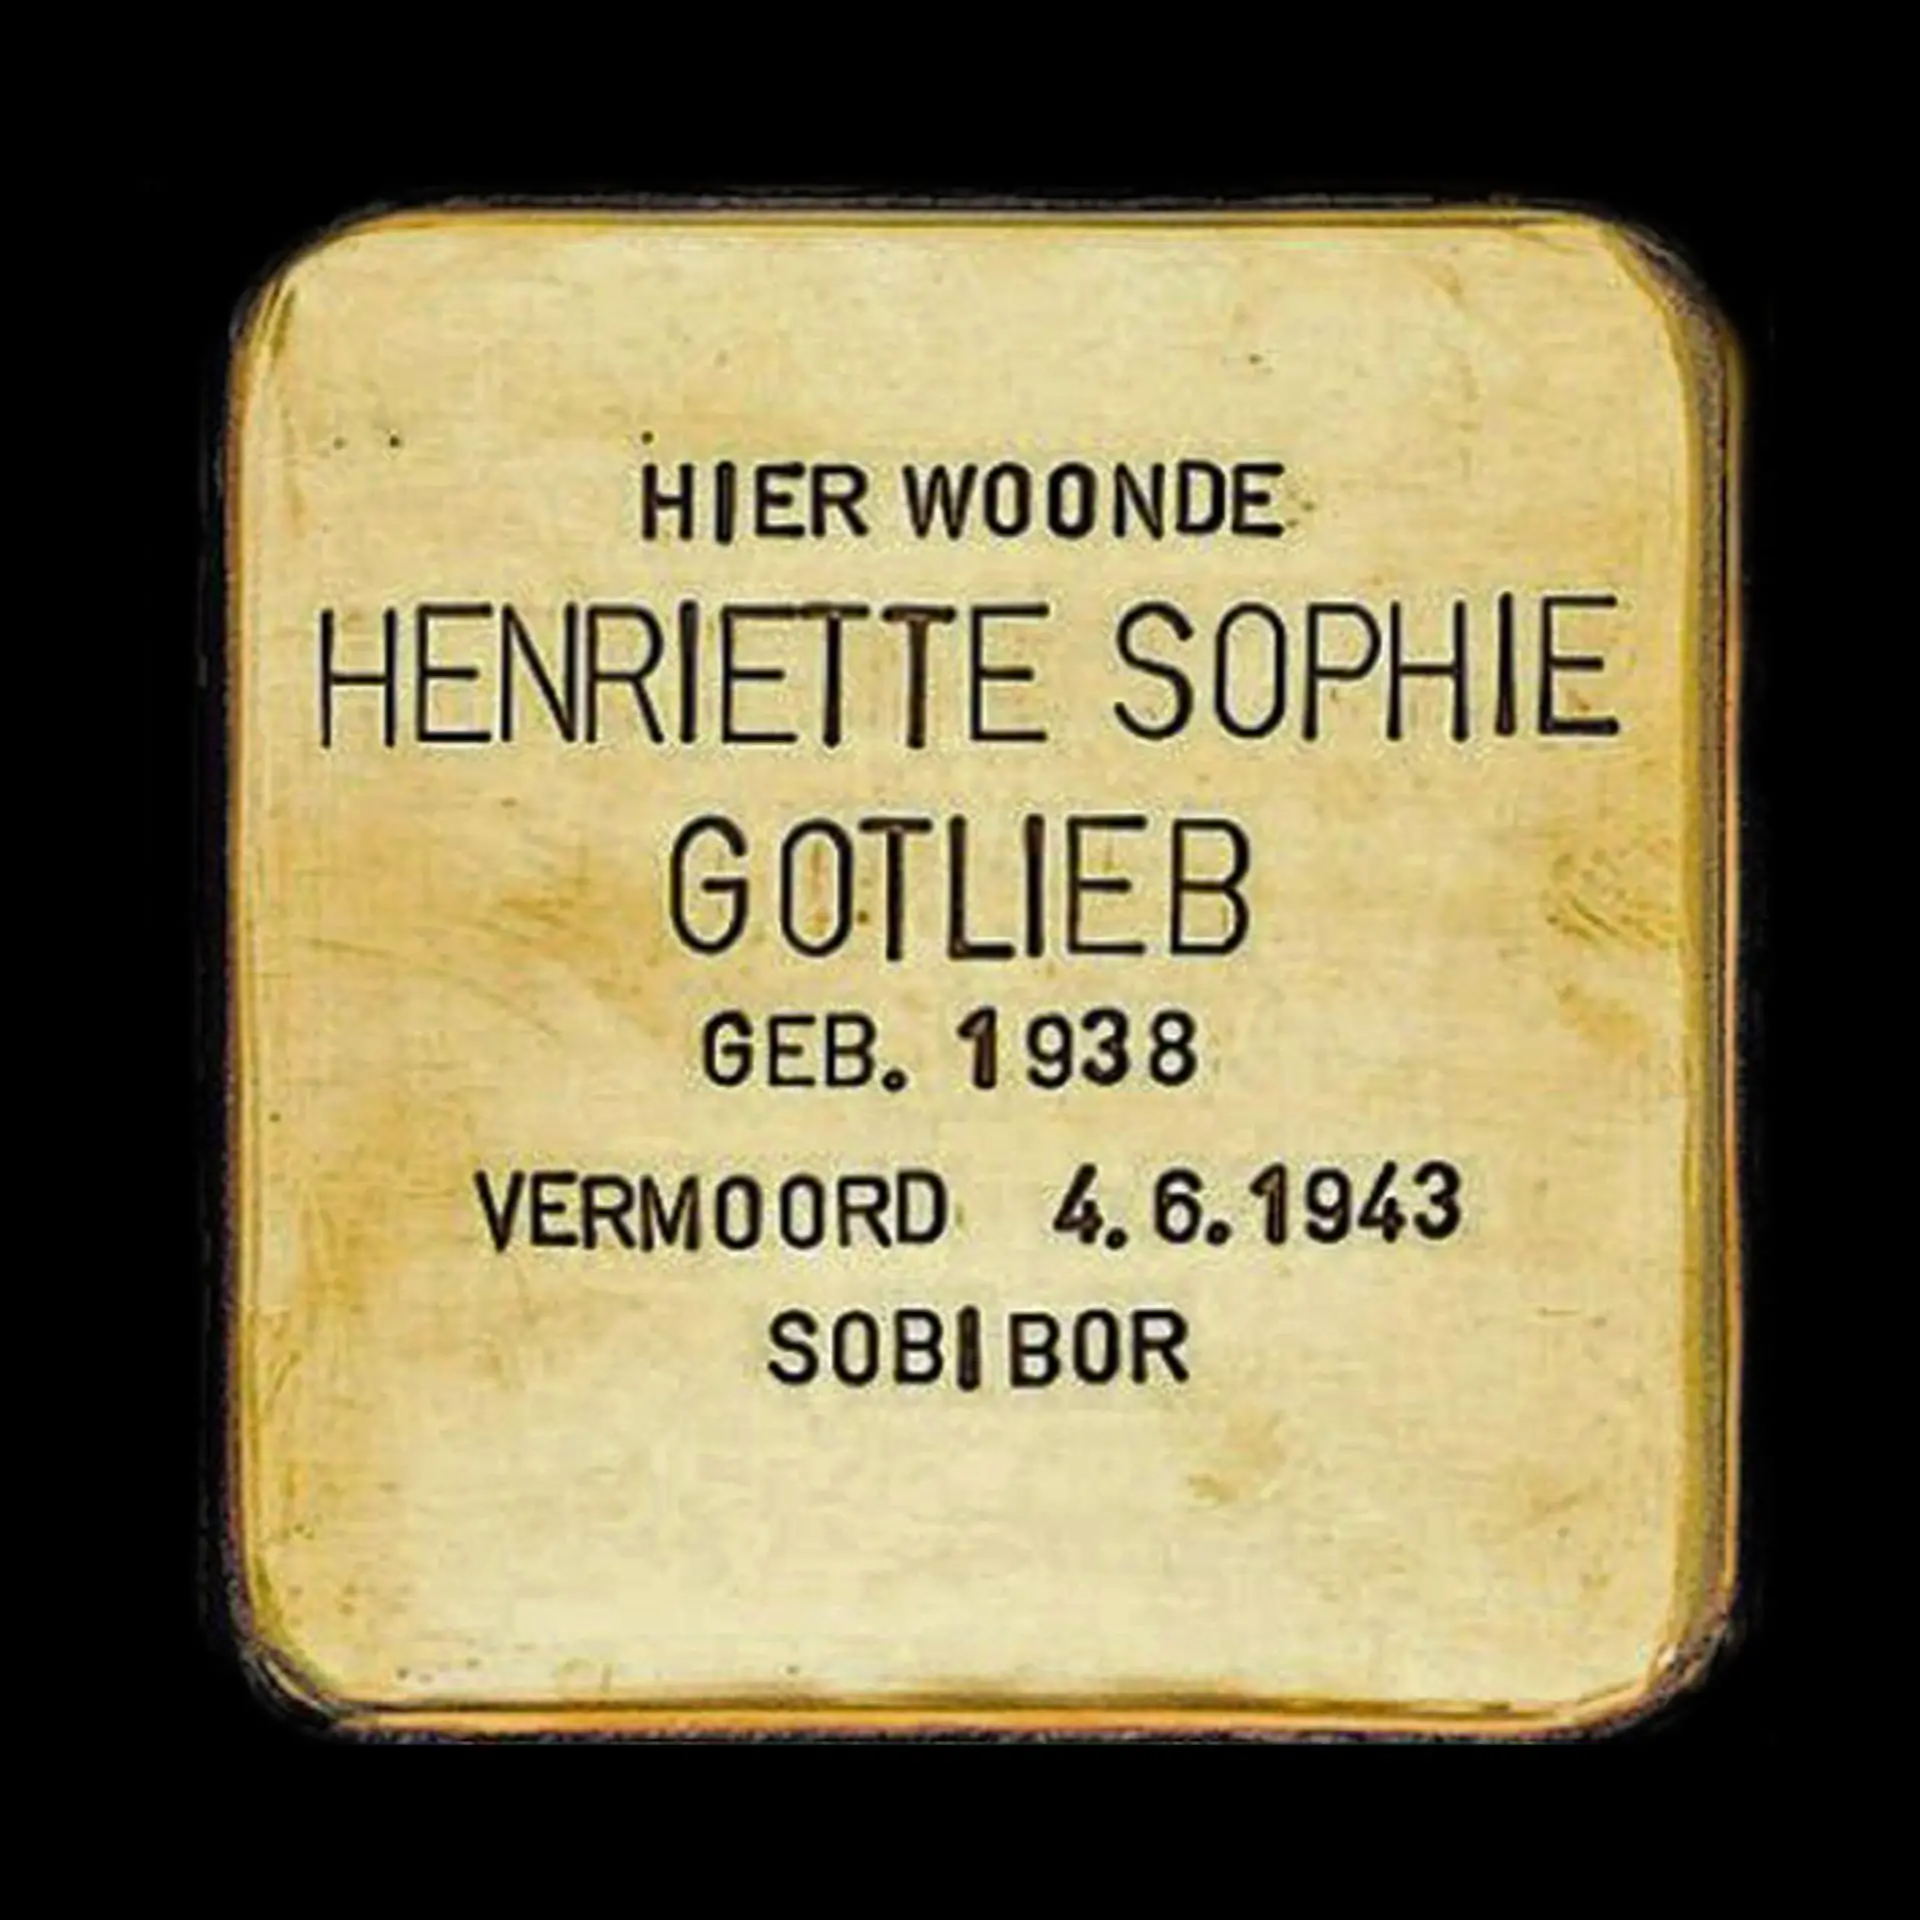 HIER WOONDE
HENRIETTE SOPHIE
GOTLIEB
GEB. 1938
VERMOORD 4.6.1943
SOBIBOR